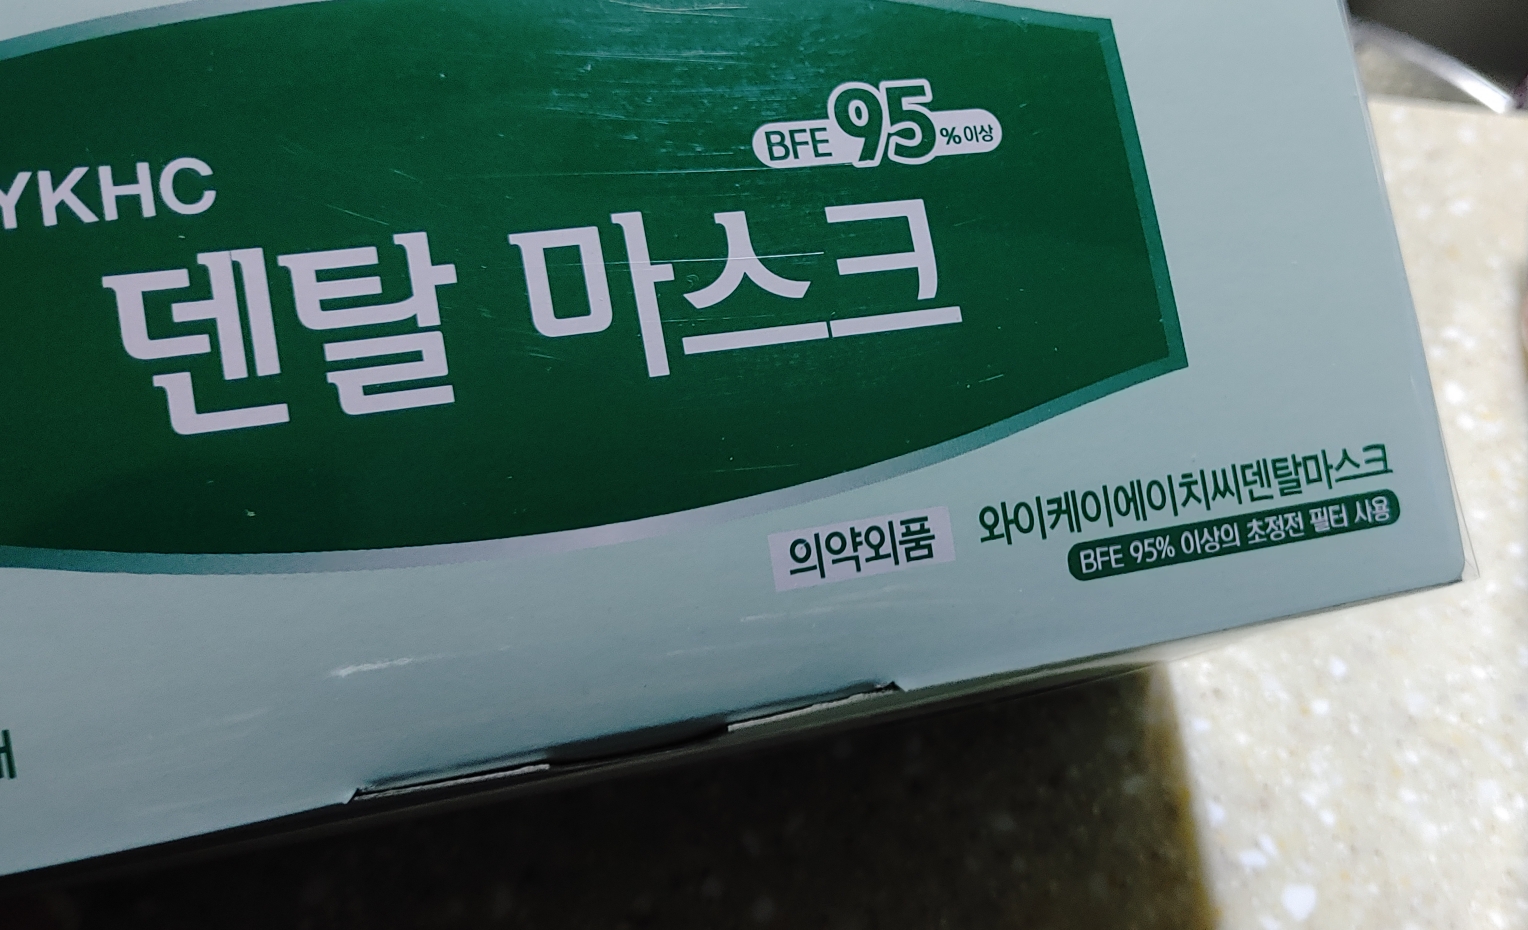 BFE 95%이상
YKHC
덴탈 마스크
의약외품
와이케이에이치씨덴탈마스크
BFE 95% 이상의 초정전 필터 사용